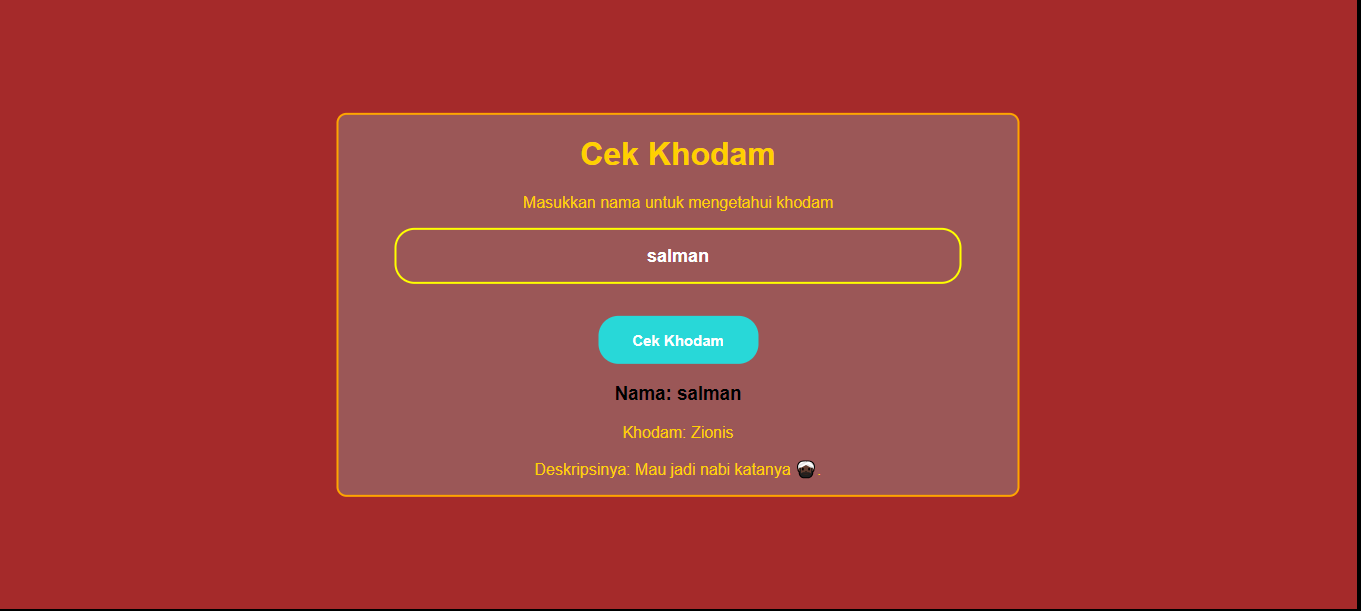 Cek Khodam
Masukkan nama untuk mengetahui khodam
salman
Cek Khodam
Nama: salman
Khodam: Zionis
Deskripsinya: Mau jadi nabi katanya 👳🏿.